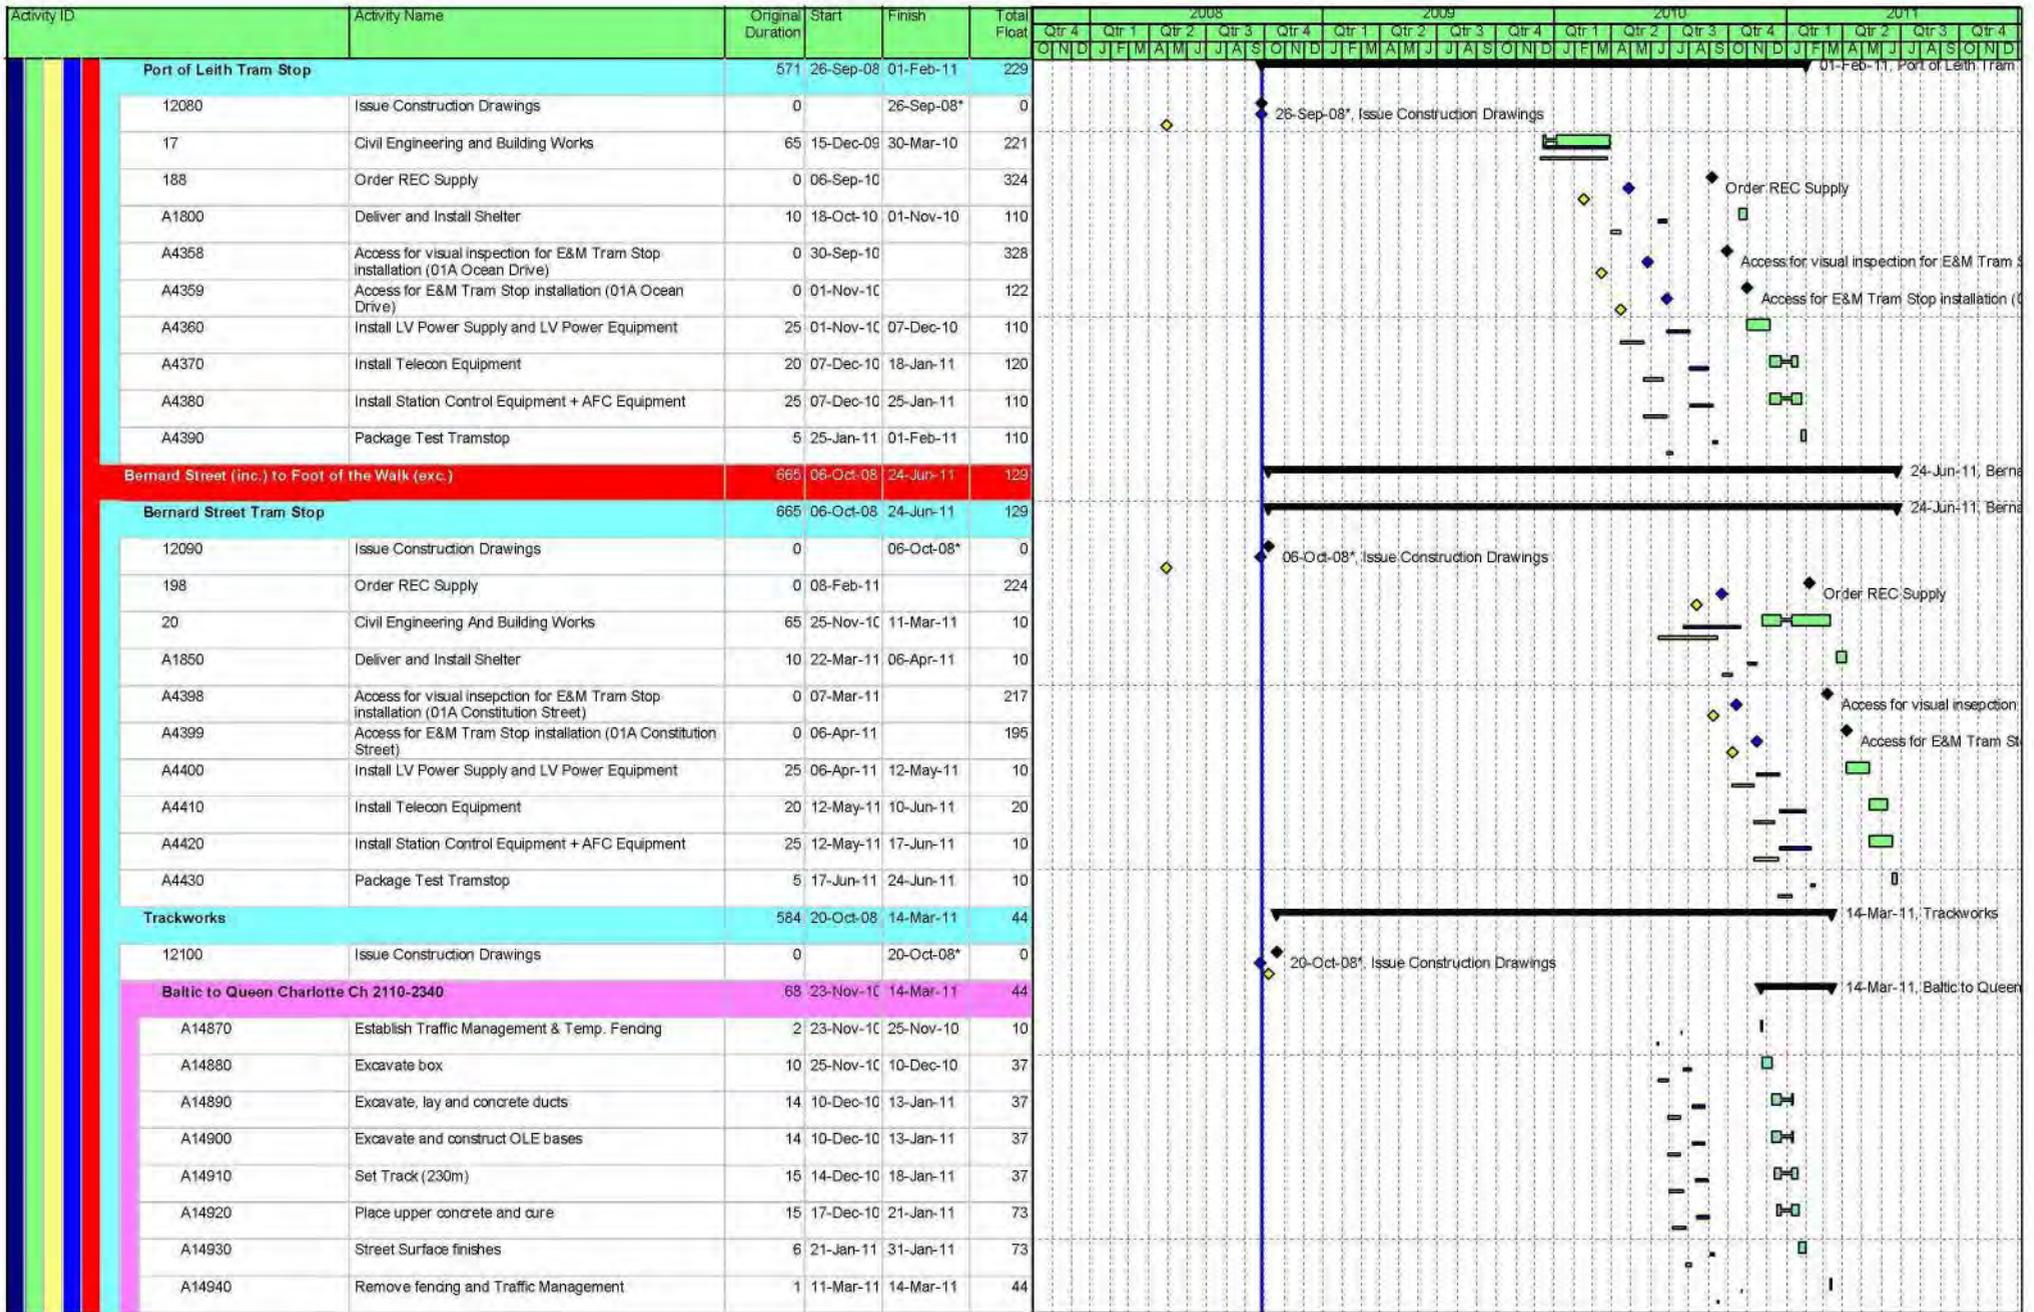 Activity ID Activity Name Original Duration Start Finish Total Float
2008 2009 2010 2011
Qtr 4 Qtr 1 Qtr 2 Qtr 3 Qtr 4 Qtr 1 Qtr 2 Qtr 3 Qtr 4 Qtr 1 Qtr 2 Qtr 3 Qtr 4 Qtr 1 Qtr 2 Qtr 3 Qtr 4
O N D J F M A M J J A S O N D J F M A M J J A S O N D J F M A M J J A S O N D J F M A M J J A S O N D
Port of Leith Tram Stop 571 26-Sep-08 01-Feb-11 229 01-Feb-11, Port of Leith Tram
12080 Issue Construction Drawings 0 26-Sep-08* 0 26-Sep-08*, Issue Construction Drawings
17 Civil Engineering and Building Works 65 15-Dec-09 30-Mar-10 221
188 Order REC Supply 0 06-Sep-10 324 Order REC Supply
A1800 Deliver and Install Shelter 10 18-Oct-10 01-Nov-10 110
A4358 Access for visual inspection for E&M Tram Stop installation (01A Ocean Drive) 0 30-Sep-10 328 Access for visual inspection for E&M Tram S
A4359 Access for E&M Tram Stop installation (01A Ocean Drive) 0 01-Nov-10 122 Access for E&M Tram Stop installation (
A4360 Install LV Power Supply and LV Power Equipment 25 01-Nov-10 07-Dec-10 110
A4370 Install Telecon Equipment 20 07-Dec-10 18-Jan-11 120
A4380 Install Station Control Equipment + AFC Equipment 25 07-Dec-10 25-Jan-11 110
A4390 Package Test Tramstop 5 25-Jan-11 01-Feb-11 110
Bernard Street (inc.) to Foot of the Walk (exc.) 665 06-Oct-08 24-Jun-11 129 24-Jun-11, Berna
Bernard Street Tram Stop 665 06-Oct-08 24-Jun-11 129 24-Jun-11, Berna
12090 Issue Construction Drawings 0 06-Oct-08* 0 06-Oct-08*, Issue Construction Drawings
198 Order REC Supply 0 08-Feb-11 224 Order REC Supply
20 Civil Engineering And Building Works 65 25-Nov-10 11-Mar-11 10
A1850 Deliver and Install Shelter 10 22-Mar-11 06-Apr-11 10
A4398 Access for visual insepction for E&M Tram Stop installation (01A Constitution Street) 0 07-Mar-11 217 Access for visual insepction
A4399 Access for E&M Tram Stop installation (01A Constitution Street) 0 06-Apr-11 195 Access for E&M Tram St
A4400 Install LV Power Supply and LV Power Equipment 25 06-Apr-11 12-May-11 10
A4410 Install Telecon Equipment 20 12-May-11 10-Jun-11 20
A4420 Install Station Control Equipment + AFC Equipment 25 12-May-11 17-Jun-11 10
A4430 Package Test Tramstop 5 17-Jun-11 24-Jun-11 10
Trackworks 584 20-Oct-08 14-Mar-11 44 14-Mar-11, Trackworks
12100 Issue Construction Drawings 0 20-Oct-08* 0 20-Oct-08*, Issue Construction Drawings
Baltic to Queen Charlotte Ch 2110-2340 68 23-Nov-10 14-Mar-11 44 14-Mar-11, Baltic to Queen
A14870 Establish Traffic Management & Temp. Fencing 2 23-Nov-10 25-Nov-10 10
A14880 Excavate box 10 25-Nov-10 10-Dec-10 37
A14890 Excavate, lay and concrete ducts 14 10-Dec-10 13-Jan-11 37
A14900 Excavate and construct OLE bases 14 10-Dec-10 13-Jan-11 37
A14910 Set Track (230m) 15 14-Dec-10 18-Jan-11 37
A14920 Place upper concrete and cure 15 17-Dec-10 21-Jan-11 73
A14930 Street Surface finishes 6 21-Jan-11 31-Jan-11 73
A14940 Remove fencing and Traffic Management 1 11-Mar-11 14-Mar-11 44